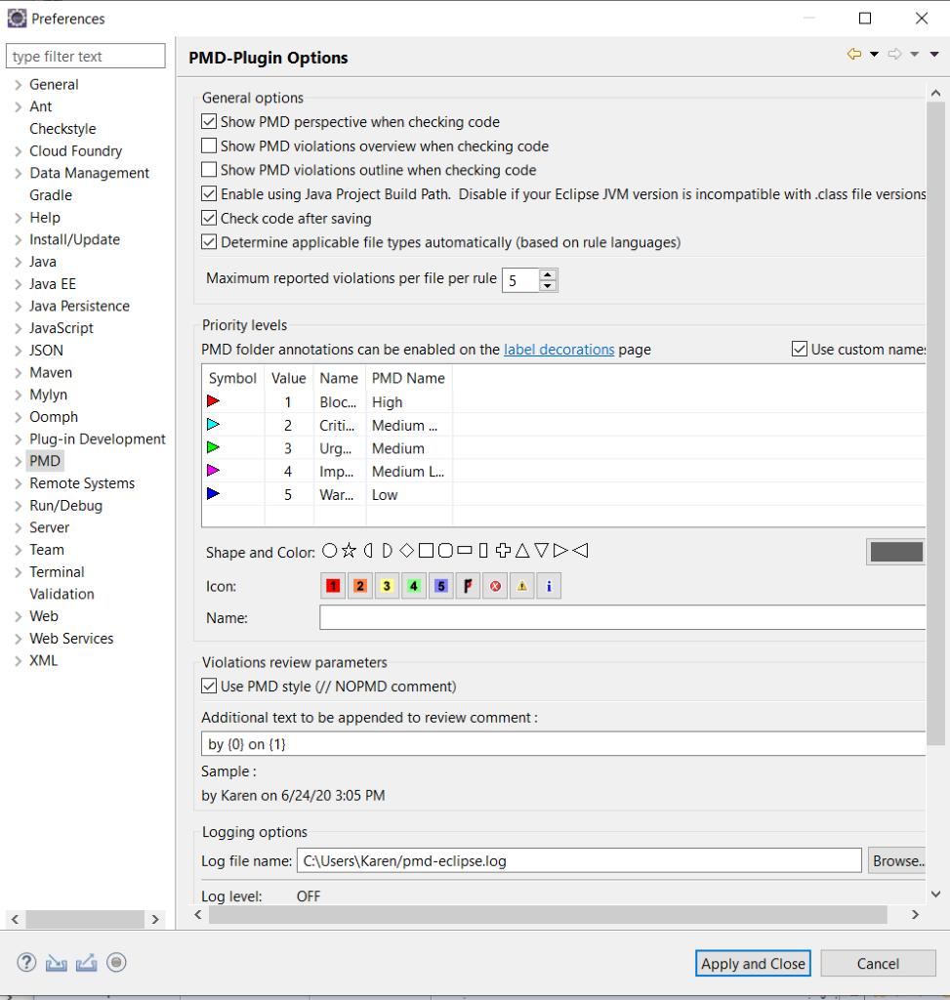 Preferences
type filter text
General
Ant
Checkstyle
Cloud Foundry
Data Management
Gradle
Help
Install/Update
Java
Java EE
Java Persistence
JavaScript
JSON
Maven
Mylyn
Oomph
Plug-in Development
PMD
Remote Systems
Run/Debug
Server
Team
Terminal
Validation
Web
Web Services
XML
PMD-Plugin Options
General options
Show PMD perspective when checking code
Show PMD violations overview when checking code
Show PMD violations outline when checking code
Enable using Java Project Build Path.  Disable if your Eclipse JVM version is incompatible with .class file versions
Check code after saving
Determine applicable file types automatically (based on rule languages)
Maximum reported violations per file per rule 5
Priority levels
PMD folder annotations can be enabled on the label decorations page Use custom names
Symbol Value Name PMD Name
1 Bloc... High
2 Criti... Medium ...
3 Urg... Medium
4 Imp... Medium L...
5 War... Low
Shape and Color:
Icon: 1 2 3 4 5 P i
Name:
Violations review parameters
Use PMD style (// NOPMD comment)
Additional text to be appended to review comment :
by {0} on {1}
Sample :
by Karen on 6/24/20 3:05 PM
Logging options
Log file name: C:\Users\Karen/pmd-eclipse.log Browse..
Log level: OFF
? Apply and Close Cancel